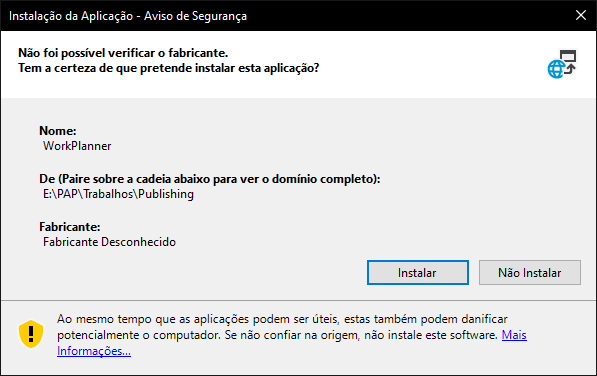 Instalação da Aplicação - Aviso de Segurança
Não foi possível verificar o fabricante.
Tem a certeza de que pretende instalar esta aplicação?
Nome:
WorkPlanner
De (Paire sobre a cadeia abaixo para ver o domínio completo):
E:\PAP\Trabalhos\Publishing
Fabricante:
Fabricante Desconhecido
Instalar
Não Instalar
Ao mesmo tempo que as aplicações podem ser úteis, estas também podem danificar
potencialmente o computador. Se não confiar na origem, não instale este software. Mais
Informações...